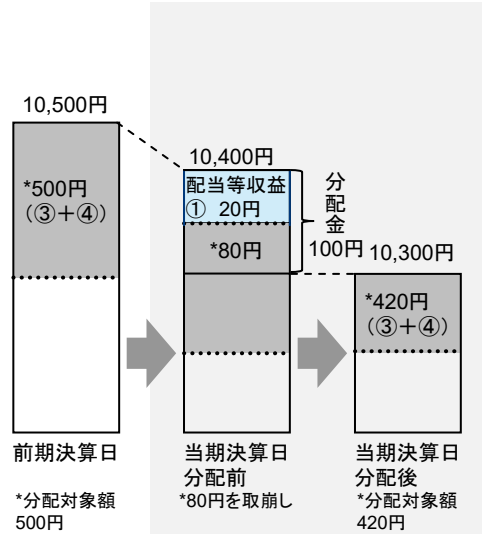 10,500円
*500円
（③＋④）
前期決算日
*分配対象額
500円
10,400円
配当等収益
① 20円
*80円
分配金
100円
当期決算日
分配前
*80円を取崩し
10,300円
*420円
（③＋④）
当期決算日
分配後
*分配対象額
420円